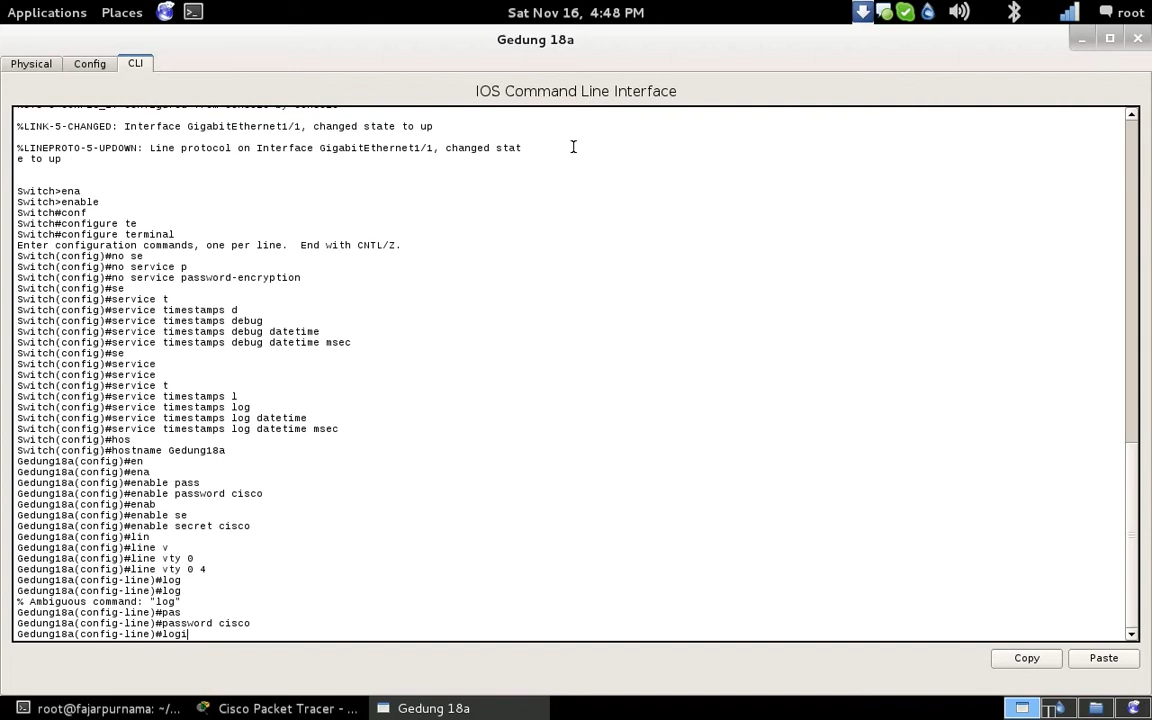 Applications Places Sat Nov 16, 4:48 PM root
Gedung 18a
Physical Config CLI
IOS Command Line Interface
%LINK-5-CHANGED: Interface GigabitEthernet1/1, changed state to up
%LINEPROTO-5-UPDOWN: Line protocol on Interface GigabitEthernet1/1, changed stat
e to up
Switch>ena
Switch>enable
Switch#conf
Switch#configure te
Switch#configure terminal
Enter configuration commands, one per line.  End with CNTL/Z.
Switch(config)#no se
Switch(config)#no service p
Switch(config)#no service password-encryption
Switch(config)#se
Switch(config)#service t
Switch(config)#service timestamps d
Switch(config)#service timestamps debug
Switch(config)#service timestamps debug datetime
Switch(config)#service timestamps debug datetime msec
Switch(config)#se
Switch(config)#service
Switch(config)#service
Switch(config)#service t
Switch(config)#service timestamps l
Switch(config)#service timestamps log
Switch(config)#service timestamps log datetime
Switch(config)#service timestamps log datetime msec
Switch(config)#hos
Switch(config)#hostname Gedung18a
Gedung18a(config)#en
Gedung18a(config)#ena
Gedung18a(config)#enable pass
Gedung18a(config)#enable password cisco
Gedung18a(config)#enab
Gedung18a(config)#enable se
Gedung18a(config)#enable secret cisco
Gedung18a(config)#lin
Gedung18a(config)#line v
Gedung18a(config)#line vty 0
Gedung18a(config)#line vty 0 4
Gedung18a(config-line)#log
Gedung18a(config-line)#log
% Ambiguous command: "log"
Gedung18a(config-line)#pas
Gedung18a(config-line)#password cisco
Gedung18a(config-line)#logi
Copy Paste
root@fajarpurnama: ~/... Cisco Packet Tracer - ... Gedung 18a